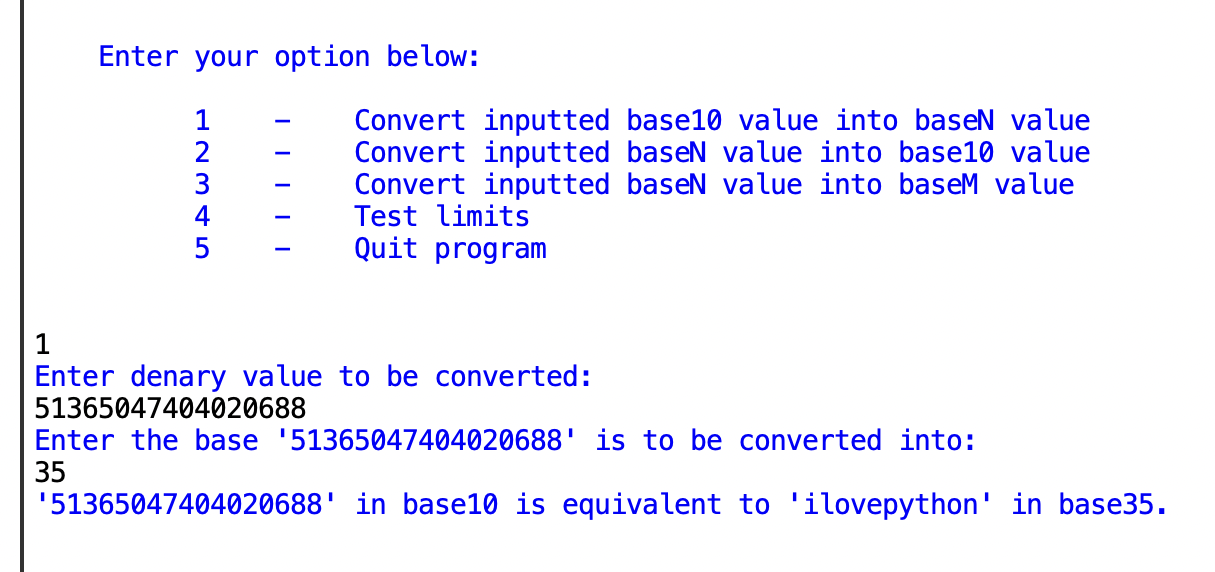 Enter your option below:
1 – Convert inputted base10 value into baseN value
2 – Convert inputted baseN value into base10 value
3 – Convert inputted baseN value into baseM value
4 – Test limits
5 – Quit program
1
Enter denary value to be converted:
51365047404020688
Enter the base '51365047404020688' is to be converted into:
35
'51365047404020688' in base10 is equivalent to 'ilovepython' in base35.